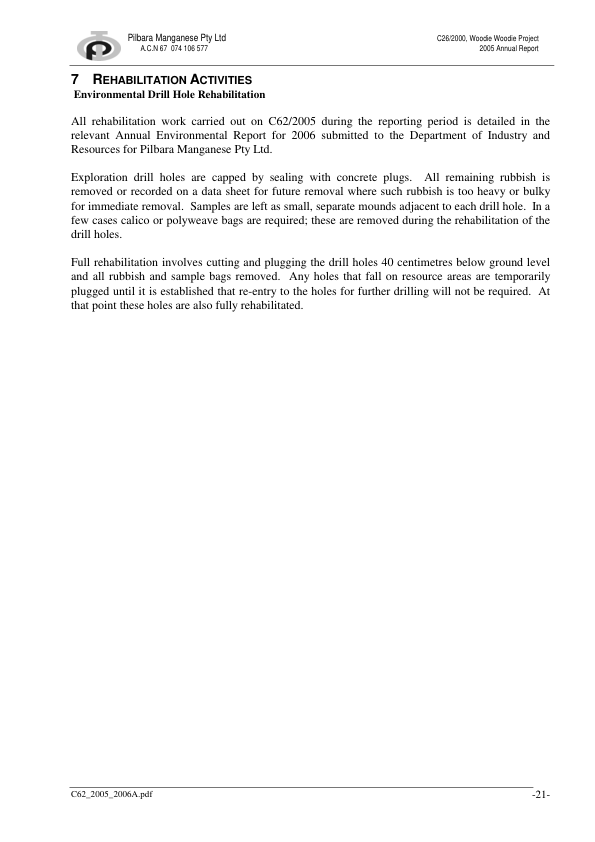 Pilbara Manganese Pty Ltd
A.C.N 67 074 106 577
C26/2000, Woodie Woodie Project
2005 Annual Report
7 REHABILITATION ACTIVITIES
Environmental Drill Hole Rehabilitation
All rehabilitation work carried out on C62/2005 during the reporting period is detailed in the
relevant Annual Environmental Report for 2006 submitted to the Department of Industry and
Resources for Pilbara Manganese Pty Ltd.
Exploration drill holes are capped by sealing with concrete plugs. All remaining rubbish is
removed or recorded on a data sheet for future removal where such rubbish is too heavy or bulky
for immediate removal. Samples are left as small, separate mounds adjacent to each drill hole. In a
few cases calico or polyweave bags are required; these are removed during the rehabilitation of the
drill holes.
Full rehabilitation involves cutting and plugging the drill holes 40 centimetres below ground level
and all rubbish and sample bags removed. Any holes that fall on resource areas are temporarily
plugged until it is established that re-entry to the holes for further drilling will not be required. At
that point these holes are also fully rehabilitated.
C62_2005_2006A.pdf
-21-